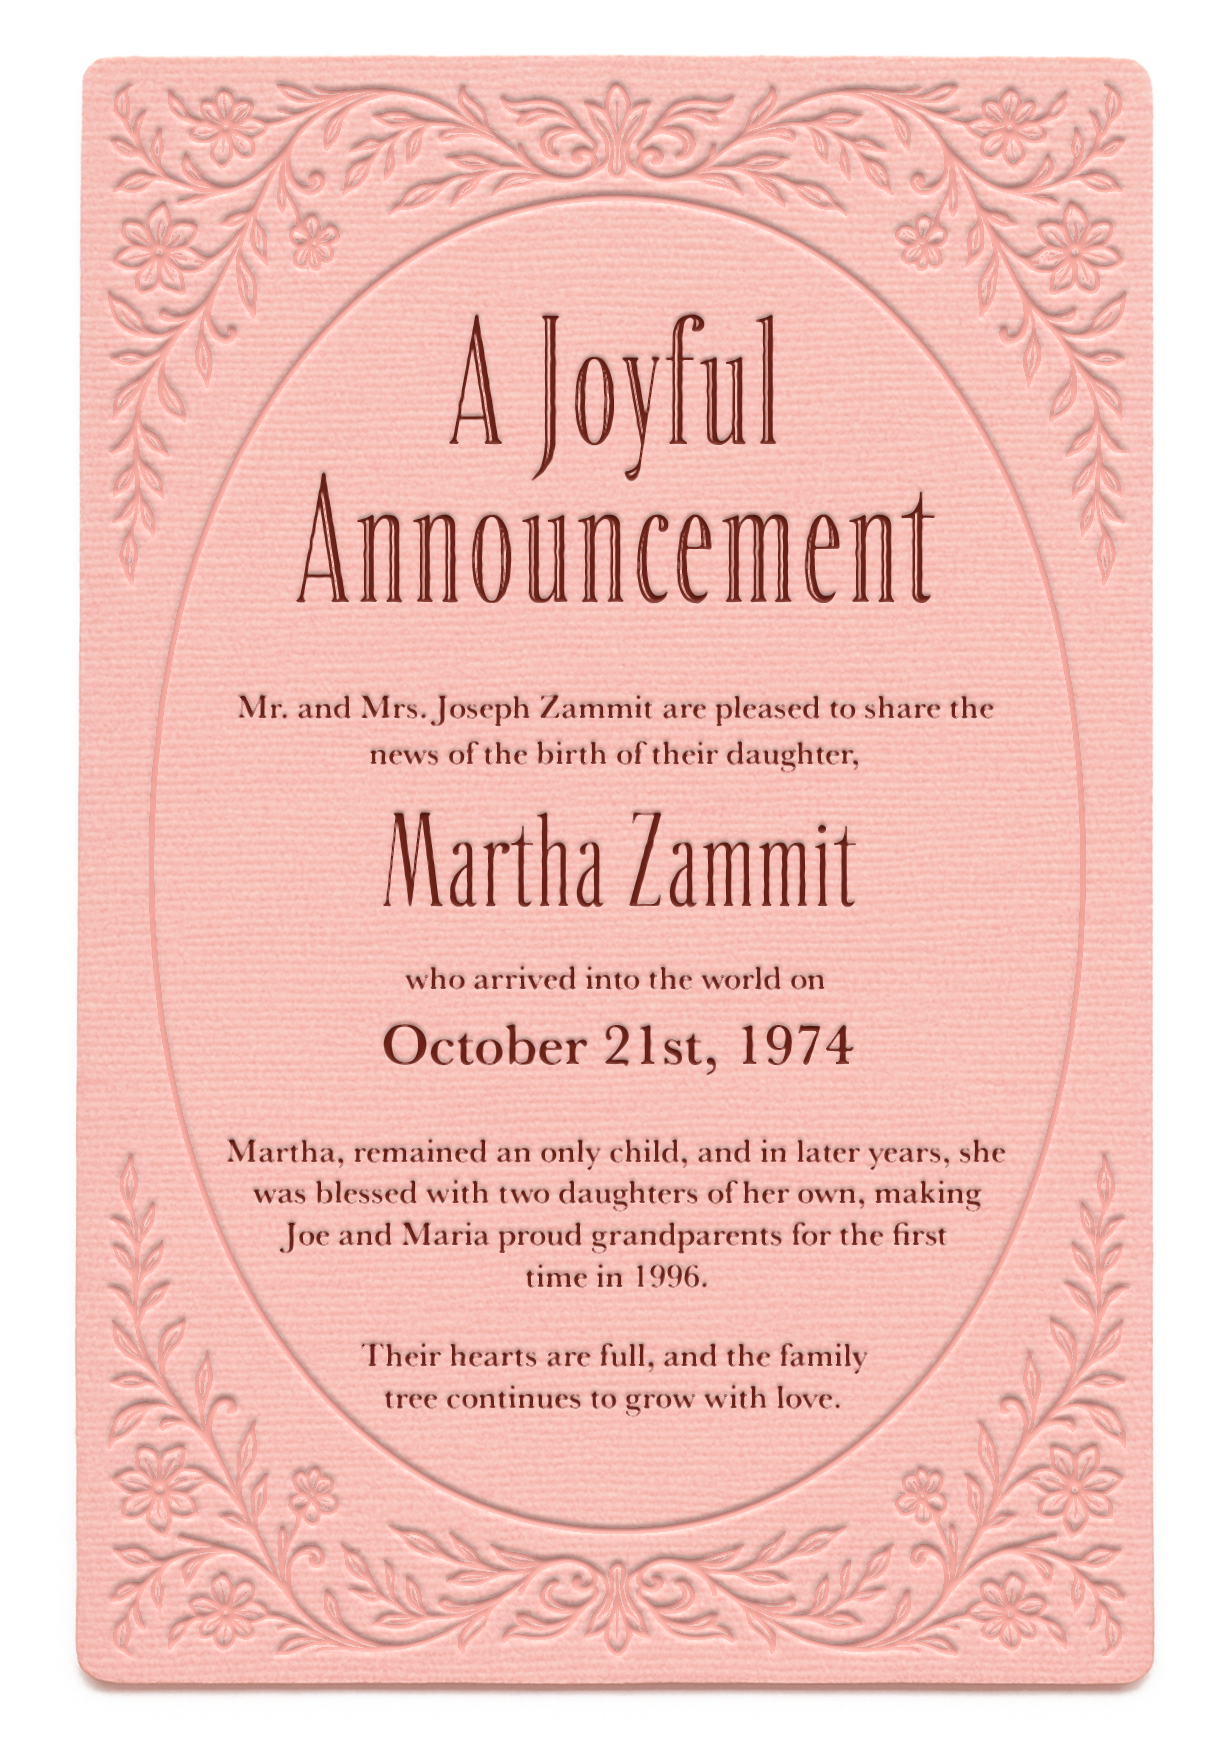 A Joyful
Announcement
Mr. and Mrs. Joseph Zammit are pleased to share the
news of the birth of their daughter,
Martha Zammit
who arrived into the world on
October 21st, 1974
Martha, remained an only child, and in later years, she
was blessed with two daughters of her own, making
Joe and Maria proud grandparents for the first
time in 1996.
Their hearts are full, and the family
tree continues to grow with love.